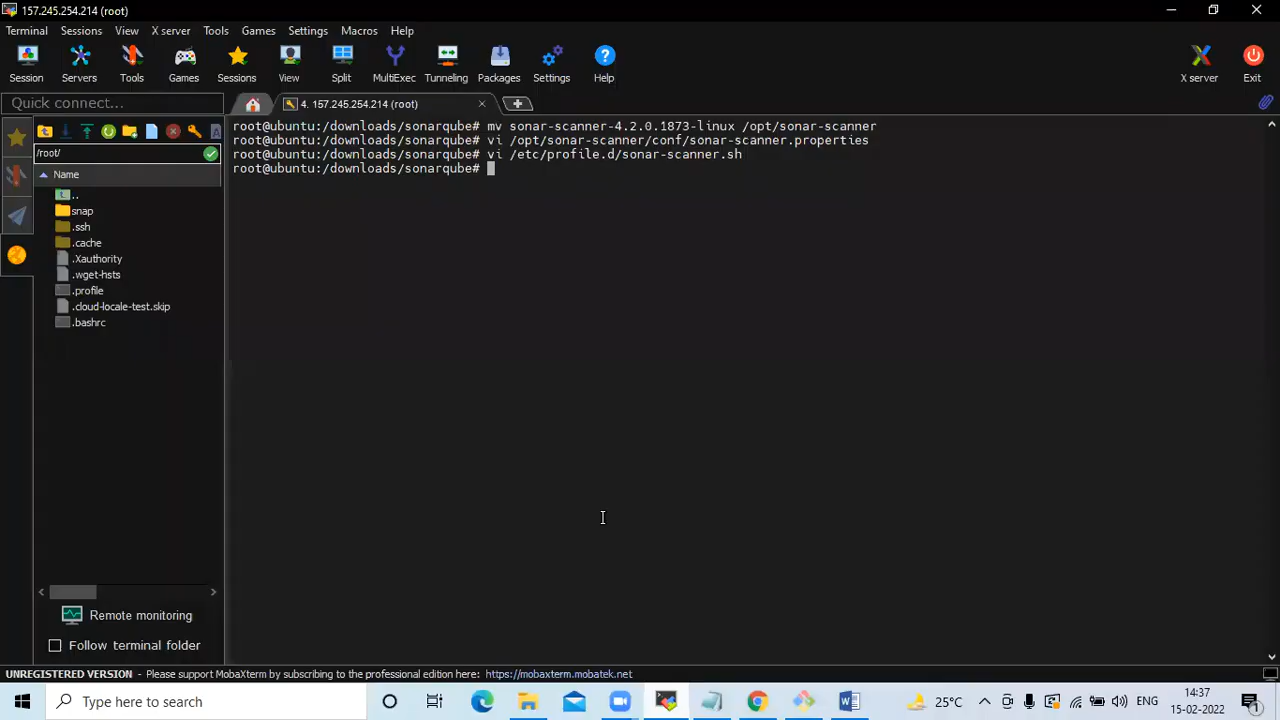 157.245.254.214 (root)
Terminal Sessions View X server Tools Games Settings Macros Help
Session Servers Tools Games Sessions View Split MultiExec Tunneling Packages Settings Help X server Exit
Quick connect...
4. 157.245.254.214 (root)
/root/
Name
..
snap
.ssh
.cache
.Xauthority
.wget-hsts
.profile
.cloud-locale-test.skip
.bashrc
Remote monitoring
Follow terminal folder
root@ubuntu:/downloads/sonarqube# mv sonar-scanner-4.2.0.1873-linux /opt/sonar-scanner
root@ubuntu:/downloads/sonarqube# vi /opt/sonar-scanner/conf/sonar-scanner.properties
root@ubuntu:/downloads/sonarqube# vi /etc/profile.d/sonar-scanner.sh
root@ubuntu:/downloads/sonarqube#
UNREGISTERED VERSION - Please support MobaXterm by subscribing to the professional edition here: https://mobaxterm.mobatek.net
Type here to search
25°C
ENG
14:37
15-02-2022
1